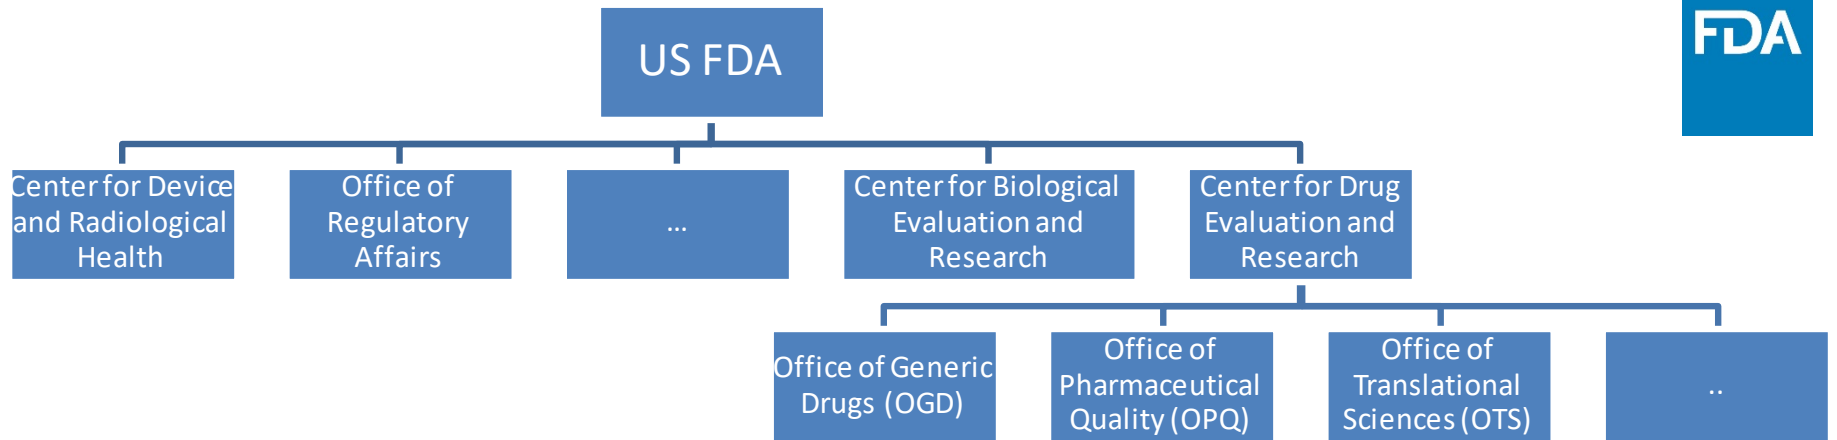 FDA
US FDA
Center for Device
and Radiological
Health
Office of
Regulatory
Affairs
...
Center for Biological
Evaluation and
Research
Center for Drug
Evaluation and
Research
Office of Generic
Drugs (OGD)
Office of
Pharmaceutical
Quality (OPQ)
Office of
Translational
Sciences (OTS)
..